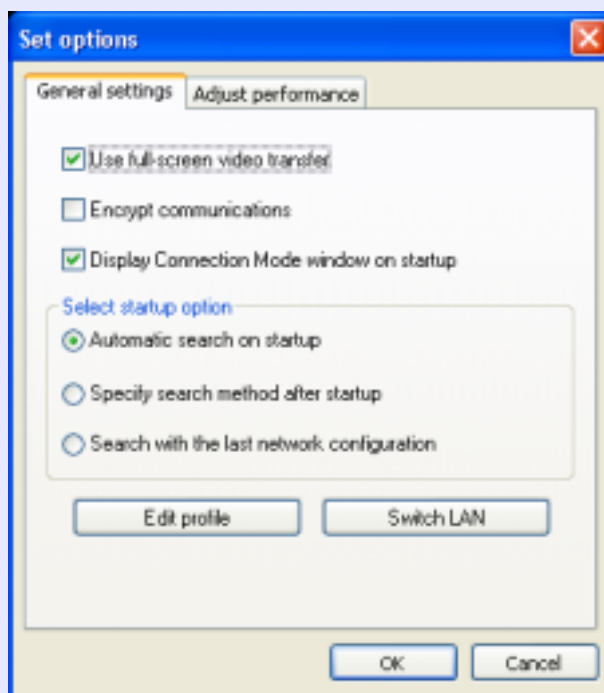 Set options
General settings
Adjust performance
Use full-screen video transfer
Encrypt communications
Display Connection Mode window on startup
Select startup option
Automatic search on startup
Specify search method after startup
Search with the last network configuration
Edit profile
Switch LAN
OK
Cancel